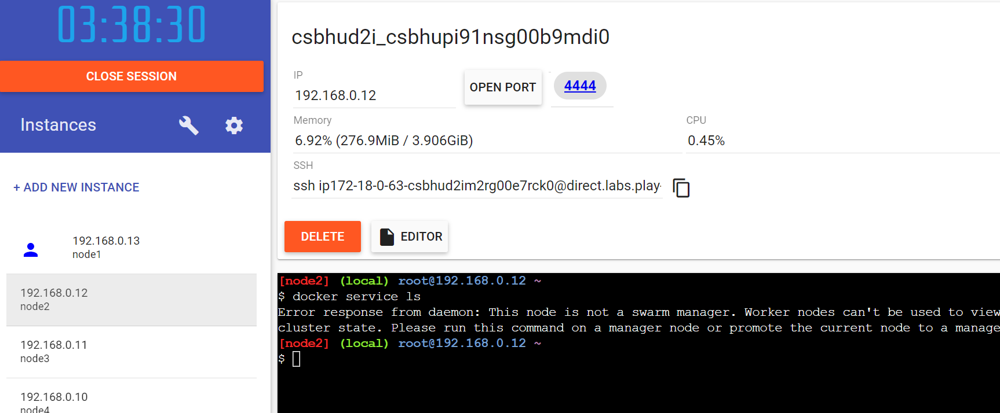 03:38:30
CLOSE SESSION
Instances
+ ADD NEW INSTANCE
192.168.0.13
node1
192.168.0.12
node2
192.168.0.11
node3
192.168.0.10
node4
csbhud2i_csbhupi91nsg00b9mdi0
IP
192.168.0.12
OPEN PORT
4444
Memory
6.92% (276.9MiB / 3.906GiB)
CPU
0.45%
SSH
ssh ip172-18-0-63-csbhud2im2rg00e7rck0@direct.labs.play-
DELETE
EDITOR
[node2] (local) root@192.168.0.12 ~
$ docker service ls
Error response from daemon: This node is not a swarm manager. Worker nodes can't be used to view
cluster state. Please run this command on a manager node or promote the current node to a manage
[node2] (local) root@192.168.0.12 ~
$